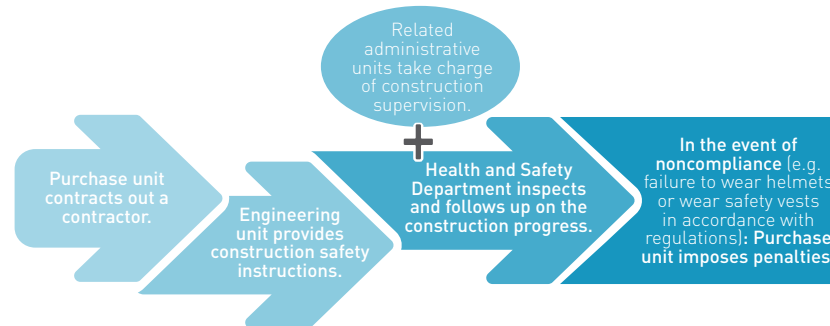 Related
administrative
units take charge
of construction
supervision.
+
Purchase unit
contracts out a
contractor.
Engineering
unit provides
construction safety
instructions.
Health and Safety
Department inspects
and follows up on the
construction progress.
In the event of
noncompliance (e.g.
failure to wear helmets
or wear safety vests
in accordance with
regulations): Purchase
unit imposes penalties